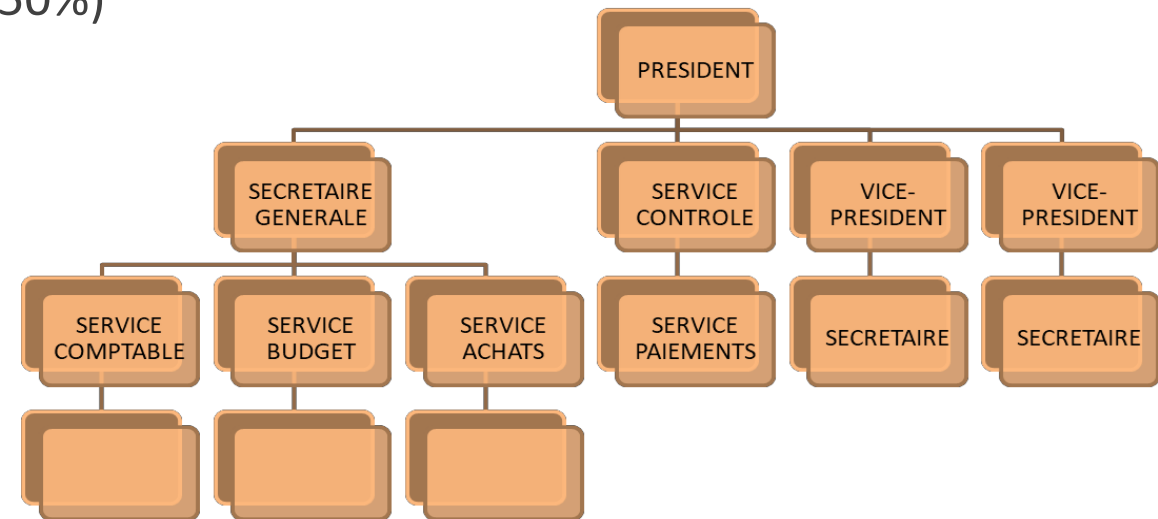 50%)
PRESIDENT
SECRETAIRE
GENERALE
SERVICE
CONTROLE
VICE-
PRESIDENT
VICE-
PRESIDENT
SERVICE
COMPTABLE
SERVICE
BUDGET
SERVICE
ACHATS
SERVICE
PAIEMENTS
SECRETAIRE
SECRETAIRE